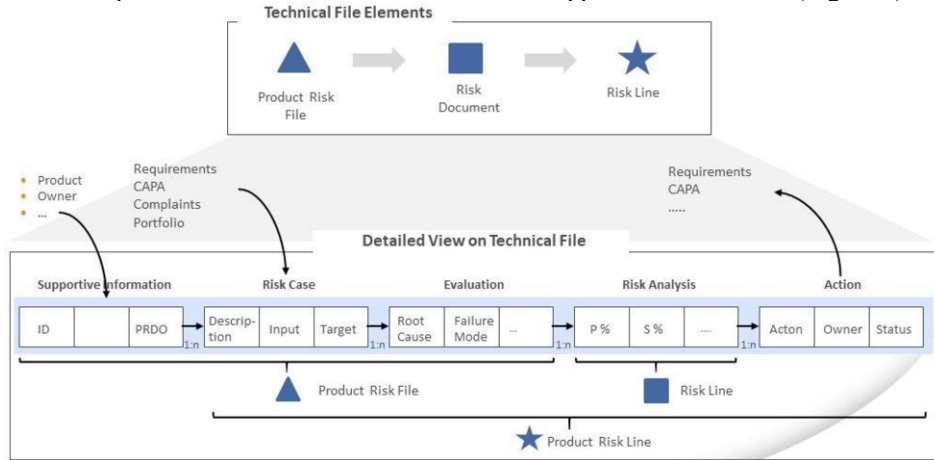 Technical File Elements
Product Risk
File
Risk
Document
Risk Line
Product
Owner
...
Requirements
CAPA
Complaints
Portfolio
Requirements
CAPA
.....
Detailed View on Technical File
Supportive Information
Risk Case
Evaluation
Risk Analysis
Action
ID
PRDO
1:n
Descrip-
tion
Input
Target
1:n
Root
Cause
Failure
Mode
...
1:n
P %
S %
....
1:n
Acton
Owner
Status
Product Risk File
Risk Line
Product Risk Line